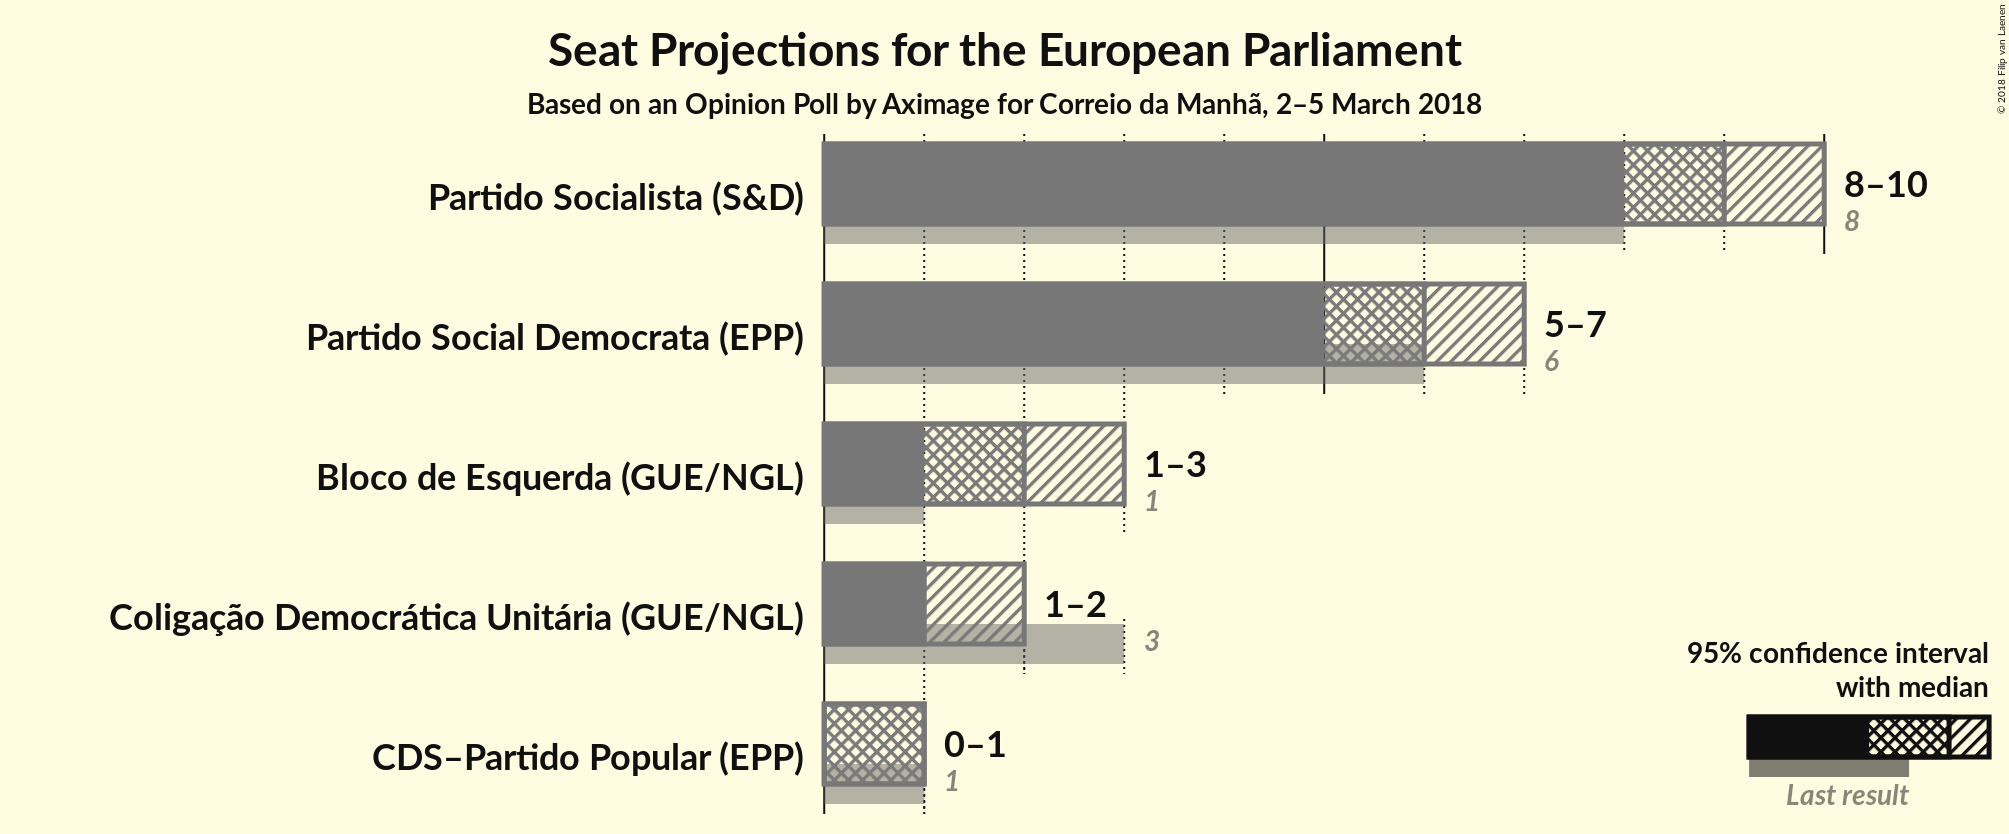 Seat Projections for the European Parliament
Based on an Opinion Poll by Aximage for Correio da Manhã, 2–5 March 2018
© 2018 Filip van Laenen
Partido Socialista (S&D)
8–10
8
Partido Social Democrata (EPP)
5–7
6
Bloco de Esquerda (GUE/NGL)
1–3
1
Coligação Democrática Unitária (GUE/NGL)
1–2
3
CDS–Partido Popular (EPP)
0–1
1
95% confidence interval
with median
Last result